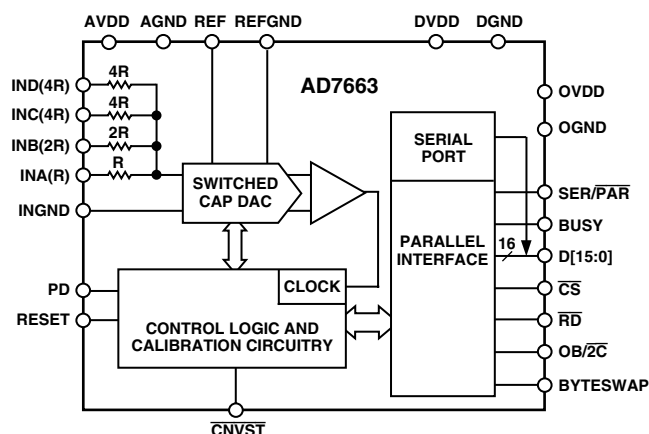 AVDD AGND REF REFGND DVDD DGND
AD7663
IND(4R) 4R
INC(4R) 4R
INB(2R) 2R
INA(R) R
INGND
SWITCHED
CAP DAC
SERIAL
PORT
PARALLEL
INTERFACE
16
CLOCK
CONTROL LOGIC AND
CALIBRATION CIRCUITRY
PD
RESET
CNVST
OVDD
OGND
SER/PAR
BUSY
D[15:0]
CS
RD
OB/2C
BYTESWAP